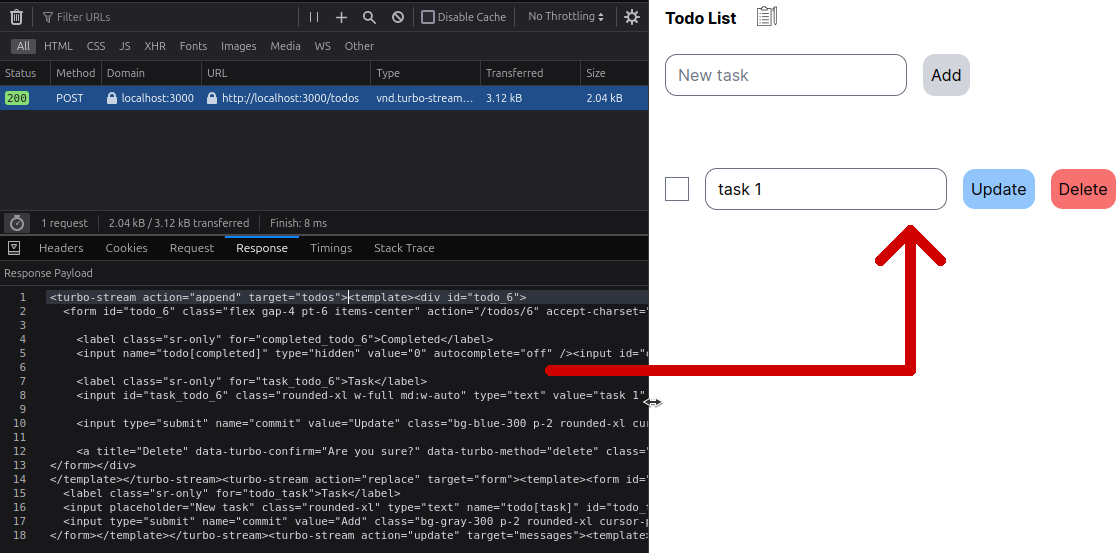 Filter URLs
Disable Cache
No Throttling
All HTML CSS JS XHR Fonts Images Media WS Other
Status Method Domain URL Type Transferred Size
200 POST localhost:3000 http://localhost:3000/todos vnd.turbo-stream… 3.12 kB 2.04 kB
1 request 2.04 kB / 3.12 kB transferred Finish: 8 ms
Headers Cookies Request Response Timings Stack Trace
Response Payload
1 <turbo-stream action="append" target="todos"><template><div id="todo_6">
2 <form id="todo_6" class="flex gap-4 pt-6 items-center" action="/todos/6" accept-charset="
3
4 <label class="sr-only" for="completed_todo_6">Completed</label>
5 <input name="todo[completed]" type="hidden" value="0" autocomplete="off" /><input id="c
6
7 <label class="sr-only" for="task_todo_6">Task</label>
8 <input id="task_todo_6" class="rounded-xl w-full md:w-auto" type="text" value="task 1"
9
10 <input type="submit" name="commit" value="Update" class="bg-blue-300 p-2 rounded-xl cur
11
12 <a title="Delete" data-turbo-confirm="Are you sure?" data-turbo-method="delete" class="
13 </form></div>
14 </template></turbo-stream><turbo-stream action="replace" target="form"><template><form id="
15 <label class="sr-only" for="todo_task">Task</label>
16 <input placeholder="New task" class="rounded-xl" type="text" name="todo[task]" id="todo_t
17 <input type="submit" name="commit" value="Add" class="bg-gray-300 p-2 rounded-xl cursor-p
18 </form></template></turbo-stream><turbo-stream action="update" target="messages"><template>
Todo List
New task
Add
task 1
Update
Delete